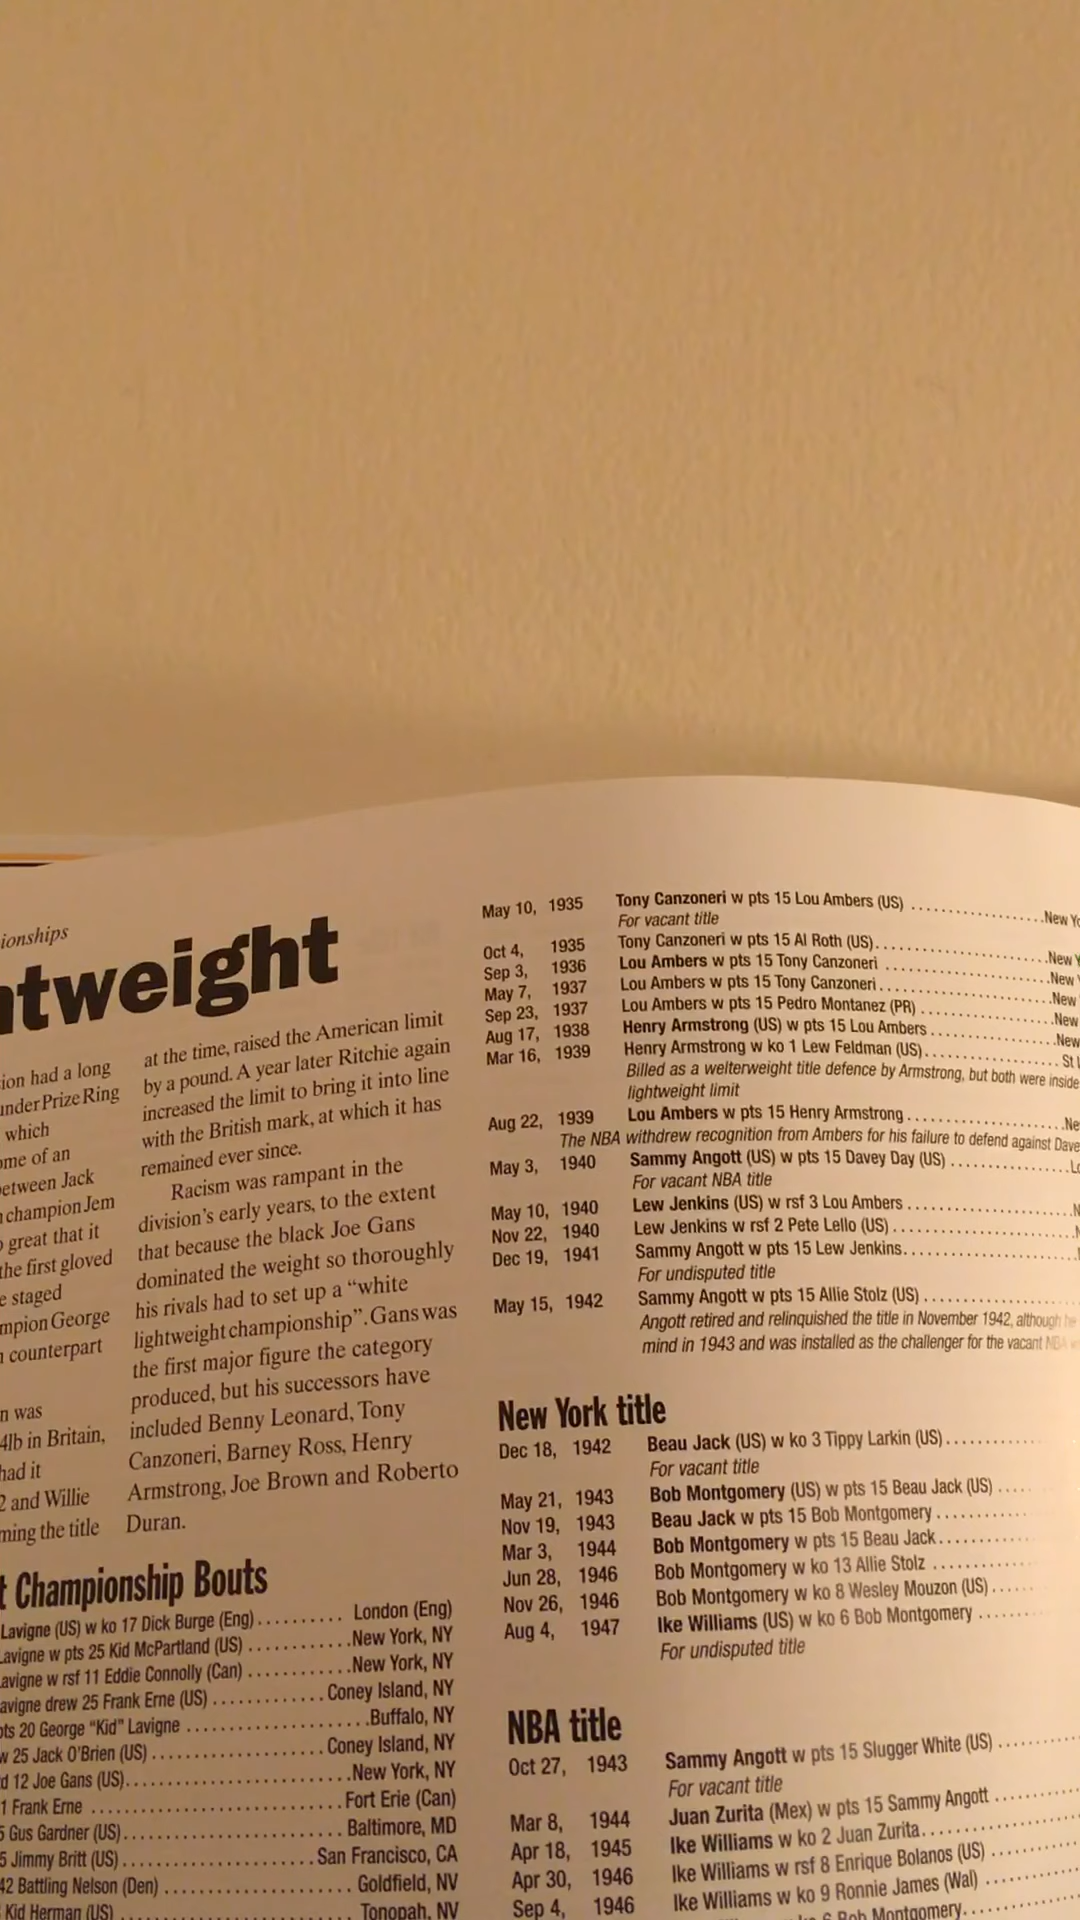 ionships
tweight
ion had a long
under Prize Ring
which
ome of an
between Jack
champion Jem
great that it
the first gloved
e staged
mpion George
counterpart
n was
4lb in Britain,
had it
2 and Willie
ming the title
at the time, raised the American limit
by a pound. A year later Ritchie again
increased the limit to bring it into line
with the British mark, at which it has
remained ever since.
Racism was rampant in the
division's early years, to the extent
that because the black Joe Gans
dominated the weight so thoroughly
his rivals had to set up a “white
lightweight championship”. Gans was
the first major figure the category
produced, but his successors have
included Benny Leonard, Tony
Canzoneri, Barney Ross, Henry
Armstrong, Joe Brown and Roberto
Duran.
t Championship Bouts
Lavigne (US) w ko 17 Dick Burge (Eng).......... London (Eng)
Lavigne w pts 25 Kid McPartland (US) ............New York, NY
avigne w rsf 11 Eddie Connolly (Can) ............New York, NY
avigne drew 25 Frank Erne (US) ............. Coney Island, NY
pts 20 George “Kid” Lavigne .....................Buffalo, NY
w 25 Jack O'Brien (US) .................... Coney Island, NY
d 12 Joe Gans (US)..........................New York, NY
1 Frank Erne .............................Fort Erie (Can)
5 Gus Gardner (US)..........................Baltimore, MD
5 Jimmy Britt (US) ......................San Francisco, CA
42 Battling Nelson (Den) ...................... Goldfield, NV
Kid Herman (US).......................... Tonopah, NV
May 10, 1935 Tony Canzoneri w pts 15 Lou Ambers (US) ...............New Yo
For vacant title
Oct 4, 1935 Tony Canzoneri w pts 15 Al Roth (US)....................New Y
Sep 3, 1936 Lou Ambers w pts 15 Tony Canzoneri ...................New Y
May 7, 1937 Lou Ambers w pts 15 Tony Canzoneri....................New
Sep 23, 1937 Lou Ambers w pts 15 Pedro Montanez (PR) ...............New
Aug 17, 1938 Henry Armstrong (US) w pts 15 Lou Ambers ..............New
Mar 16, 1939 Henry Armstrong w ko 1 Lew Feldman (US)............... St L
Billed as a welterweight title defence by Armstrong, but both were inside
lightweight limit
Aug 22, 1939 Lou Ambers w pts 15 Henry Armstrong..................Ne
The NBA withdrew recognition from Ambers for his failure to defend against Dave
May 3, 1940 Sammy Angott (US) w pts 15 Davey Day (US) ..............Lo
For vacant NBA title
May 10, 1940 Lew Jenkins (US) w rsf 3 Lou Ambers ...................N
Nov 22, 1940 Lew Jenkins w rsf 2 Pete Lello (US).....................N
Dec 19, 1941 Sammy Angott w pts 15 Lew Jenkins....................
For undisputed title
May 15, 1942 Sammy Angott w pts 15 Allie Stolz (US) .................
Angott retired and relinquished the title in November 1942, although he
mind in 1943 and was installed as the challenger for the vacant NBA
New York title
Dec 18, 1942 Beau Jack (US) w ko 3 Tippy Larkin (US)...........
For vacant title
May 21, 1943 Bob Montgomery (US) w pts 15 Beau Jack (US) .....
Nov 19, 1943 Beau Jack w pts 15 Bob Montgomery............
Mar 3, 1944 Bob Montgomery w pts 15 Beau Jack............
Jun 28, 1946 Bob Montgomery w ko 13 Allie Stolz ............
Nov 26, 1946 Bob Montgomery w ko 8 Wesley Mouzon (US).....
Aug 4, 1947 Ike Williams (US) w ko 6 Bob Montgomery ........
For undisputed title
NBA title
Oct 27, 1943 Sammy Angott w pts 15 Slugger White (US) ..........
For vacant title
Mar 8, 1944 Juan Zurita (Mex) w pts 15 Sammy Angott ..........
Apr 18, 1945 Ike Williams w ko 2 Juan Zurita.................
Apr 30, 1946 Ike Williams w rsf 8 Enrique Bolanos (US) ..........
Sep 4, 1946 Ike Williams w ko 9 Ronnie James (Wal) ...........
6 Bob Montgomery............